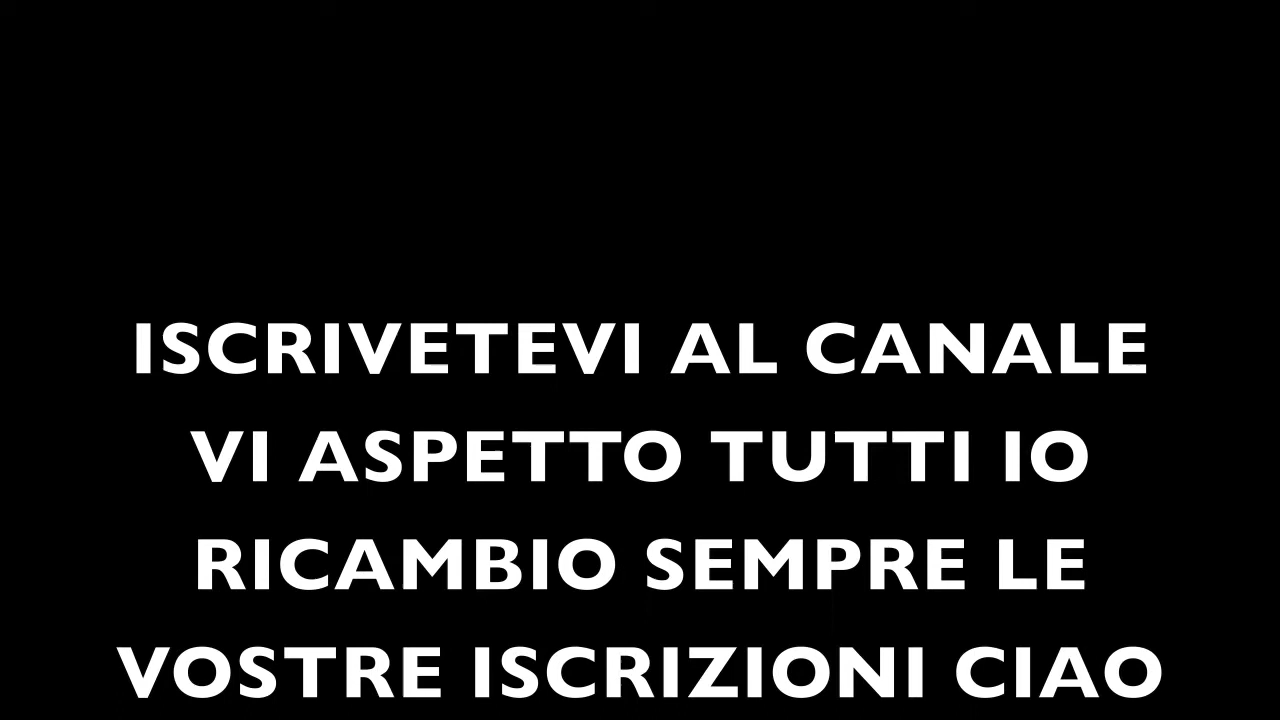 ISCRIVETEVI AL CANALE
VI ASPETTO TUTTI IO
RICAMBIO SEMPRE LE
VOSTRE ISCRIZIONI CIAO